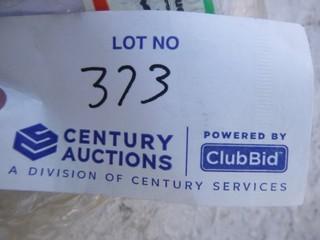 LOT NO
373
CENTURY AUCTIONS
POWERED BY
ClubBid
A DIVISION OF CENTURY SERVICES